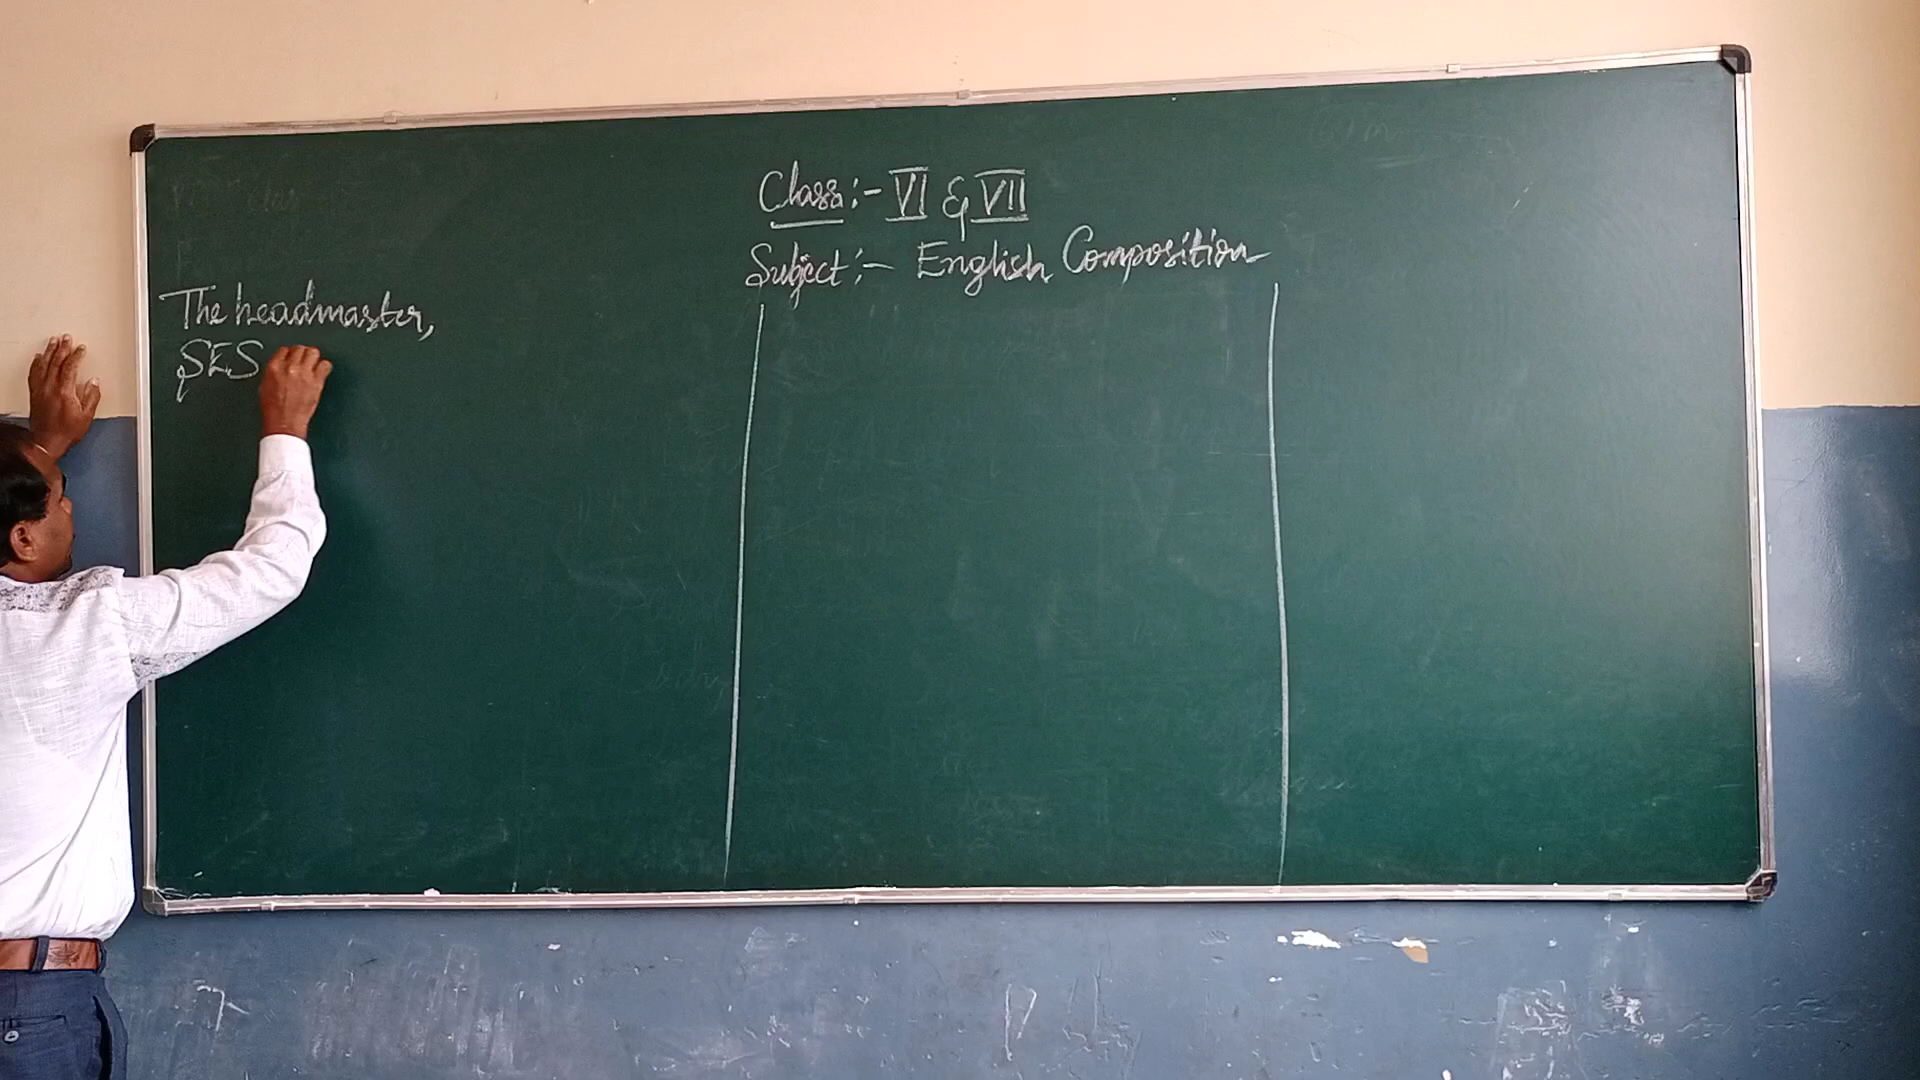 Class:- VI & VII
Subject:- English Composition
The headmaster,
SES